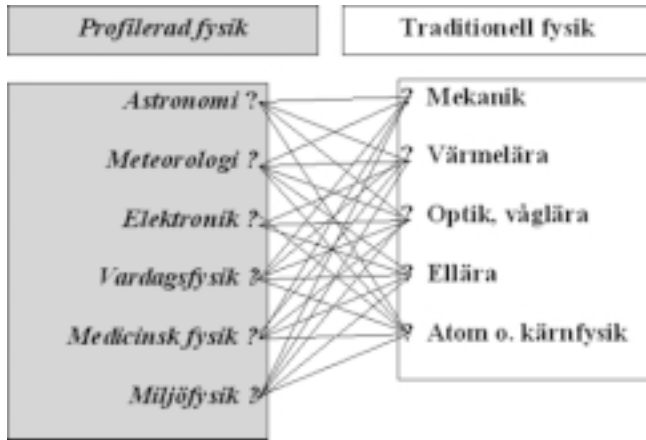 Profilerad fysik
Traditionell fysik
Astronomi ?
Meteorologi ?
Elektronik ?
Vardagsfysik ?
Medicinsk fysik ?
Miljöfysik ?
? Mekanik
? Värmelära
? Optik, våglära
? Ellära
? Atom o. kärnfysik